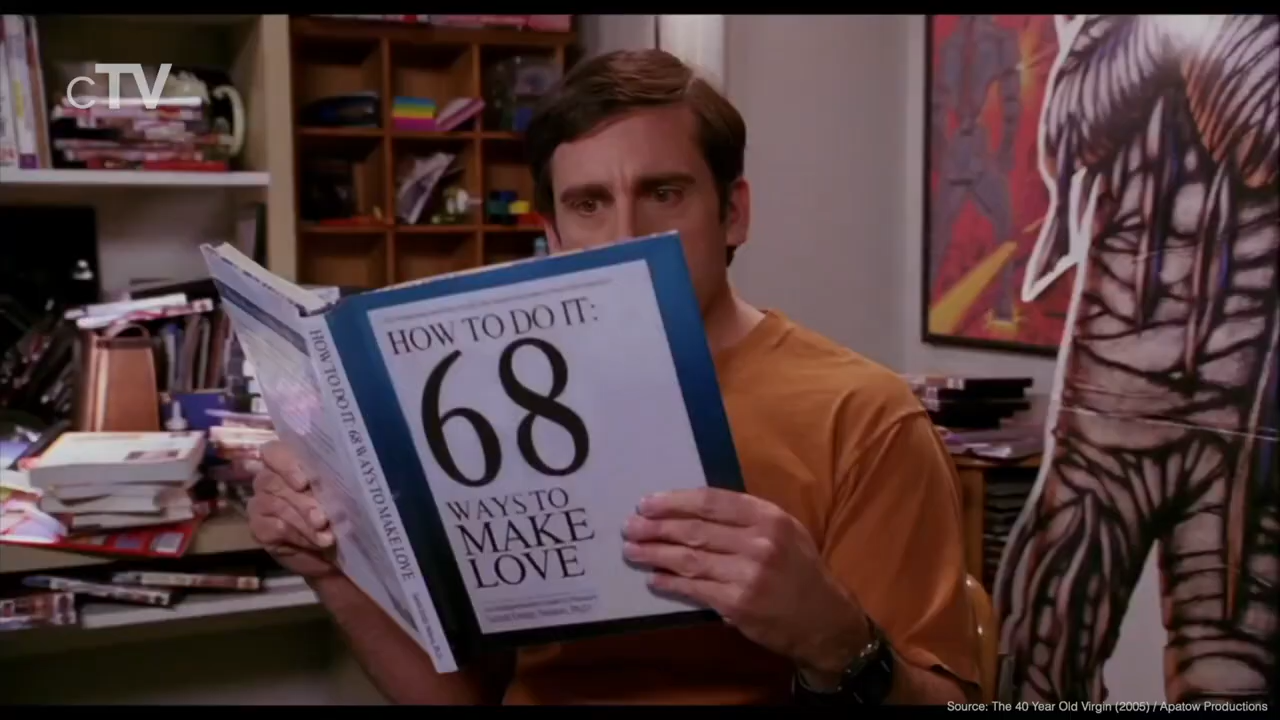 cTV
HOW TO DO IT:
68
WAYS TO
MAKE
LOVE
HOW TO DO IT: 68 WAYS TO MAKE LOVE
Source: The 40 Year Old Virgin (2005) / Apatow Productions